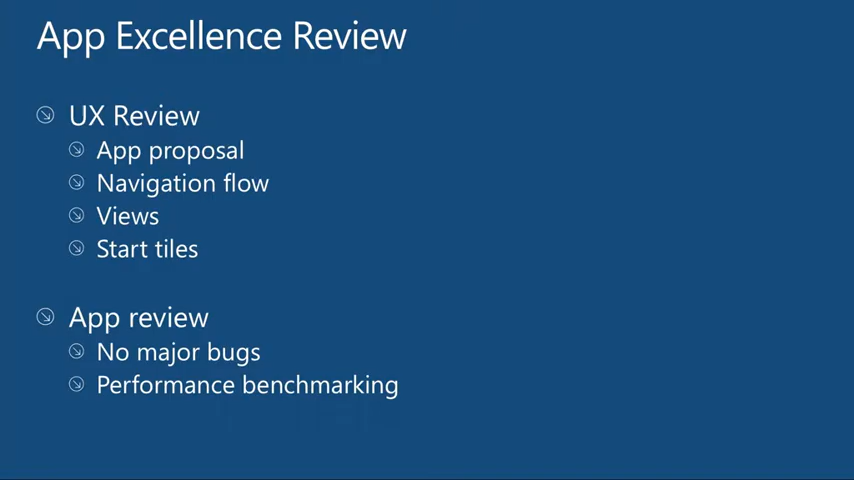 App Excellence Review
UX Review
App proposal
Navigation flow
Views
Start tiles
App review
No major bugs
Performance benchmarking